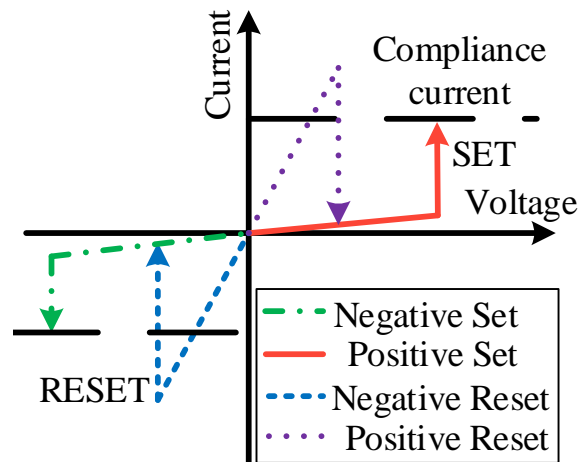 Current
Compliance
current
SET
Voltage
RESET
Negative Set
Positive Set
Negative Reset
Positive Reset